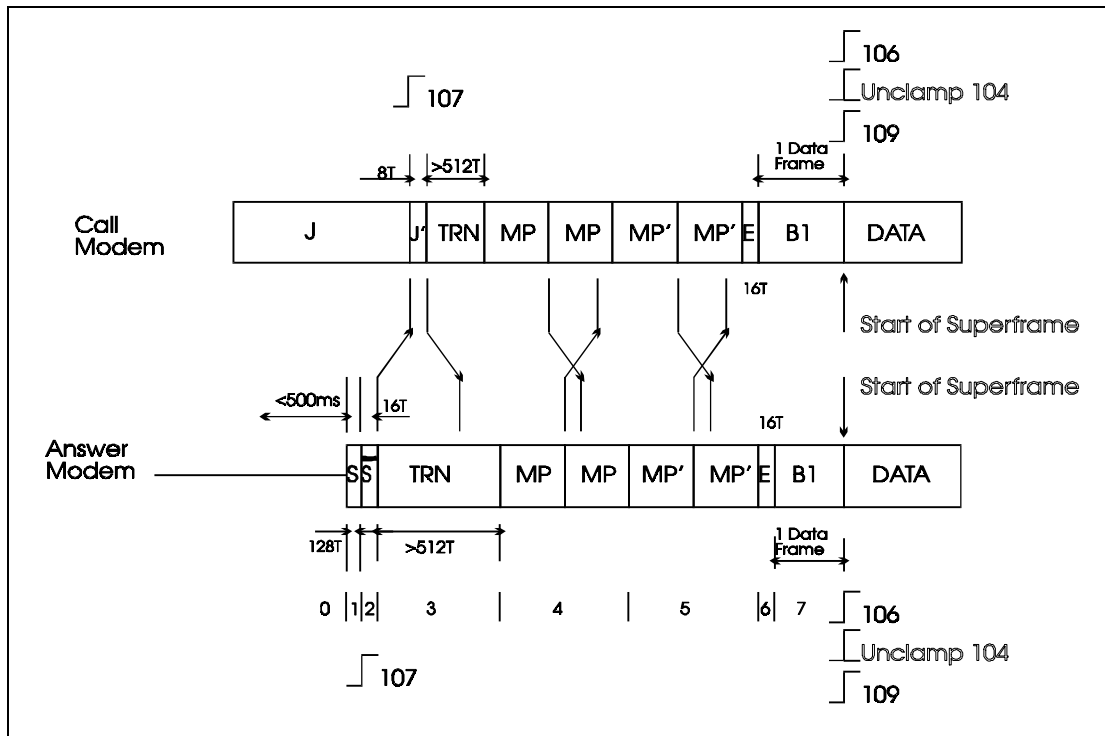 106
107
Unclamp 104
109
8T
>512T
1 Data
Frame
Call
Modem
J
J'
TRN
MP
MP
MP'
MP'
E
B1
DATA
16T
Start of Superframe
Start of Superframe
<500ms
16T
16T
Answer
Modem
S
S̅
TRN
MP
MP
MP'
MP'
E
B1
DATA
128T
>512T
1 Data
Frame
0
1
2
3
4
5
6
7
106
107
Unclamp 104
109